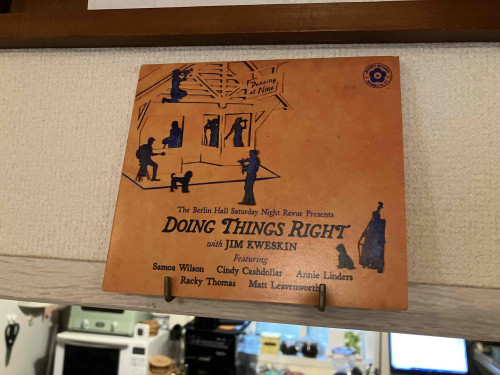 Dancing
at Nine
The Berlin Hall Saturday Night Revue Presents
DOING THINGS RIGHT
with JIM KWESKIN
Featuring
Samoa Wilson Cindy Cashdollar Annie Linders
Racky Thomas Matt Leavenworth